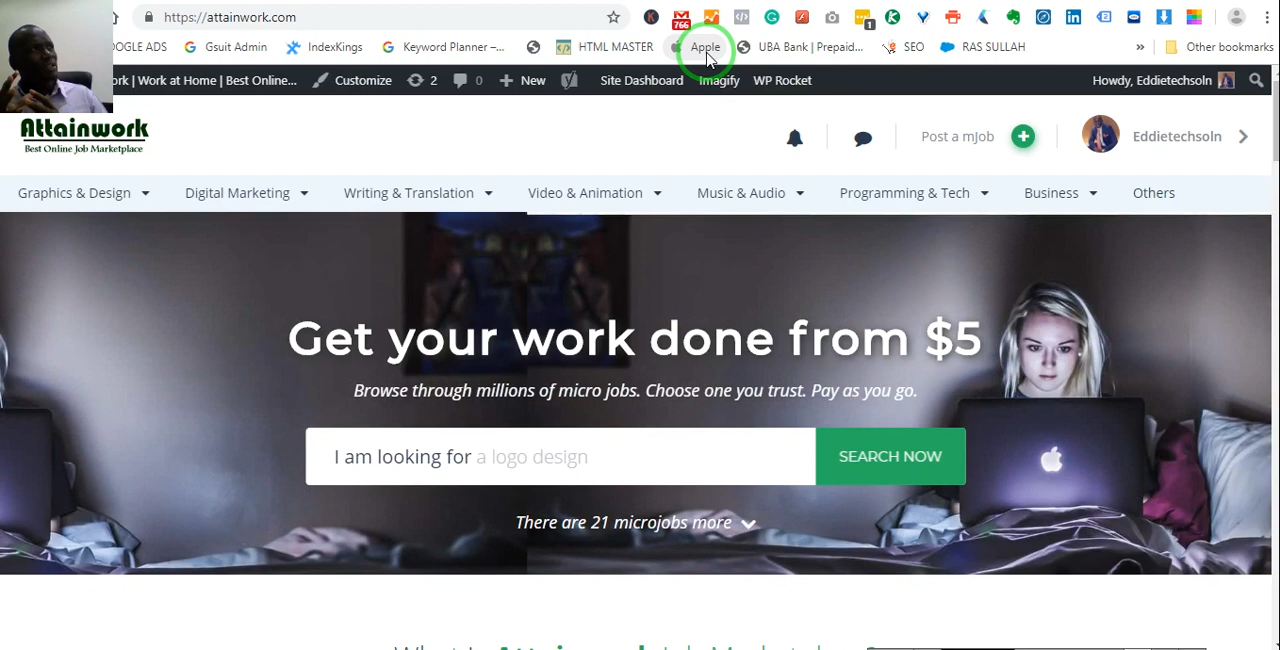 https://attainwork.com
766
1
OGLE ADS Gsuit Admin IndexKings Keyword Planner –... HTML MASTER Apple UBA Bank | Prepaid... SEO RAS SULLAH » Other bookmarks
ork | Work at Home | Best Online... Customize 2 0 New Site Dashboard Imagify WP Rocket Howdy, Eddietechsoln
Attainwork
Best Online Job Marketplace
Post a mJob Eddietechsoln
Graphics & Design Digital Marketing Writing & Translation Video & Animation Music & Audio Programming & Tech Business Others
Get your work done from $5
Browse through millions of micro jobs. Choose one you trust. Pay as you go.
I am looking for a logo design SEARCH NOW
There are 21 microjobs more